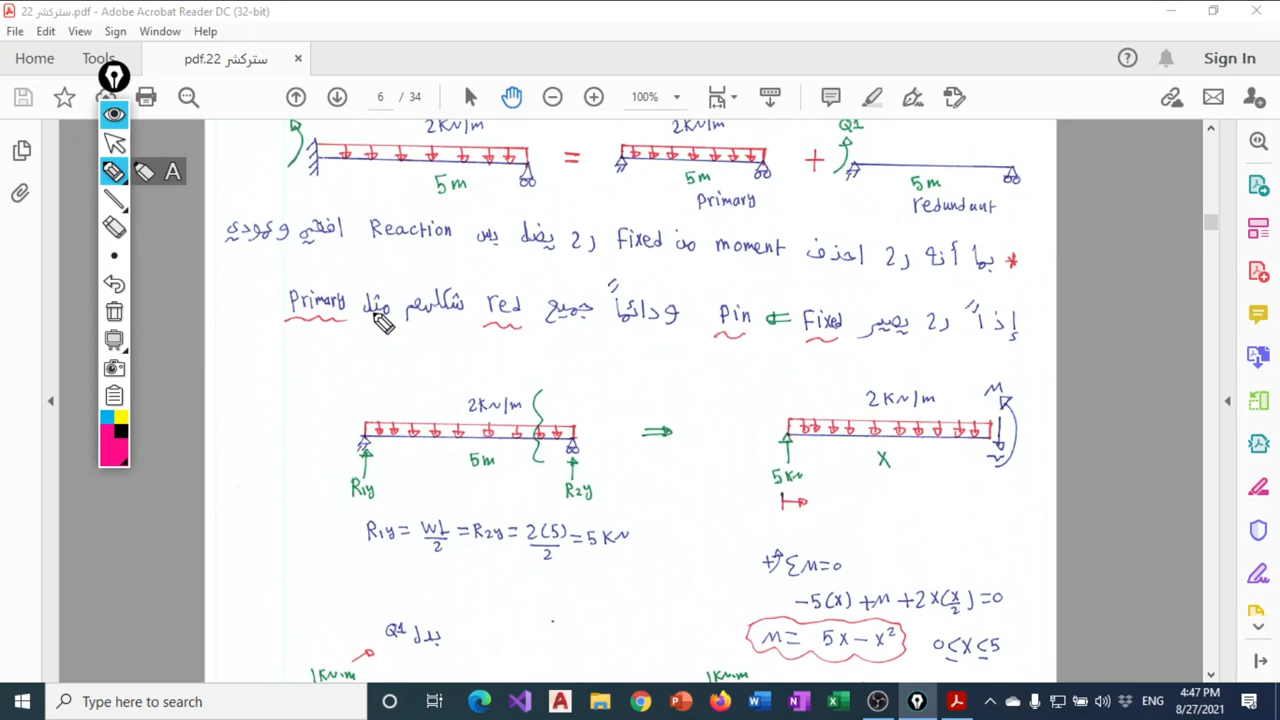 ستركشر 22.pdf - Adobe Acrobat Reader DC (32-bit)
File Edit View Sign Window Help
Home Tools ستركشر 22.pdf × Sign In
6 / 34 100%
2KN/m = 2KN/m + Q1
5m 5m 5m
Primary redundant
* بما أنه رح احذف moment من Fixed رح يضل بس Reaction افقي وعمودي
إذاً رح يصير Fixed ⇐ Pin ودائماً جميع red شكلهم مثل Primary
2KN/m ⇒ 2KN/m M
5m x v
R1y R2y 5KN
R1y = WL/2 = R2y = 2(5)/2 = 5 KN
+ ΣM=0
-5(x) + M + 2x(x/2) = 0
M = 5x - x² 0<x<5
بدل Q1
1KN.m 1KN.m
A
Type here to search
ENG 4:47 PM
8/27/2021